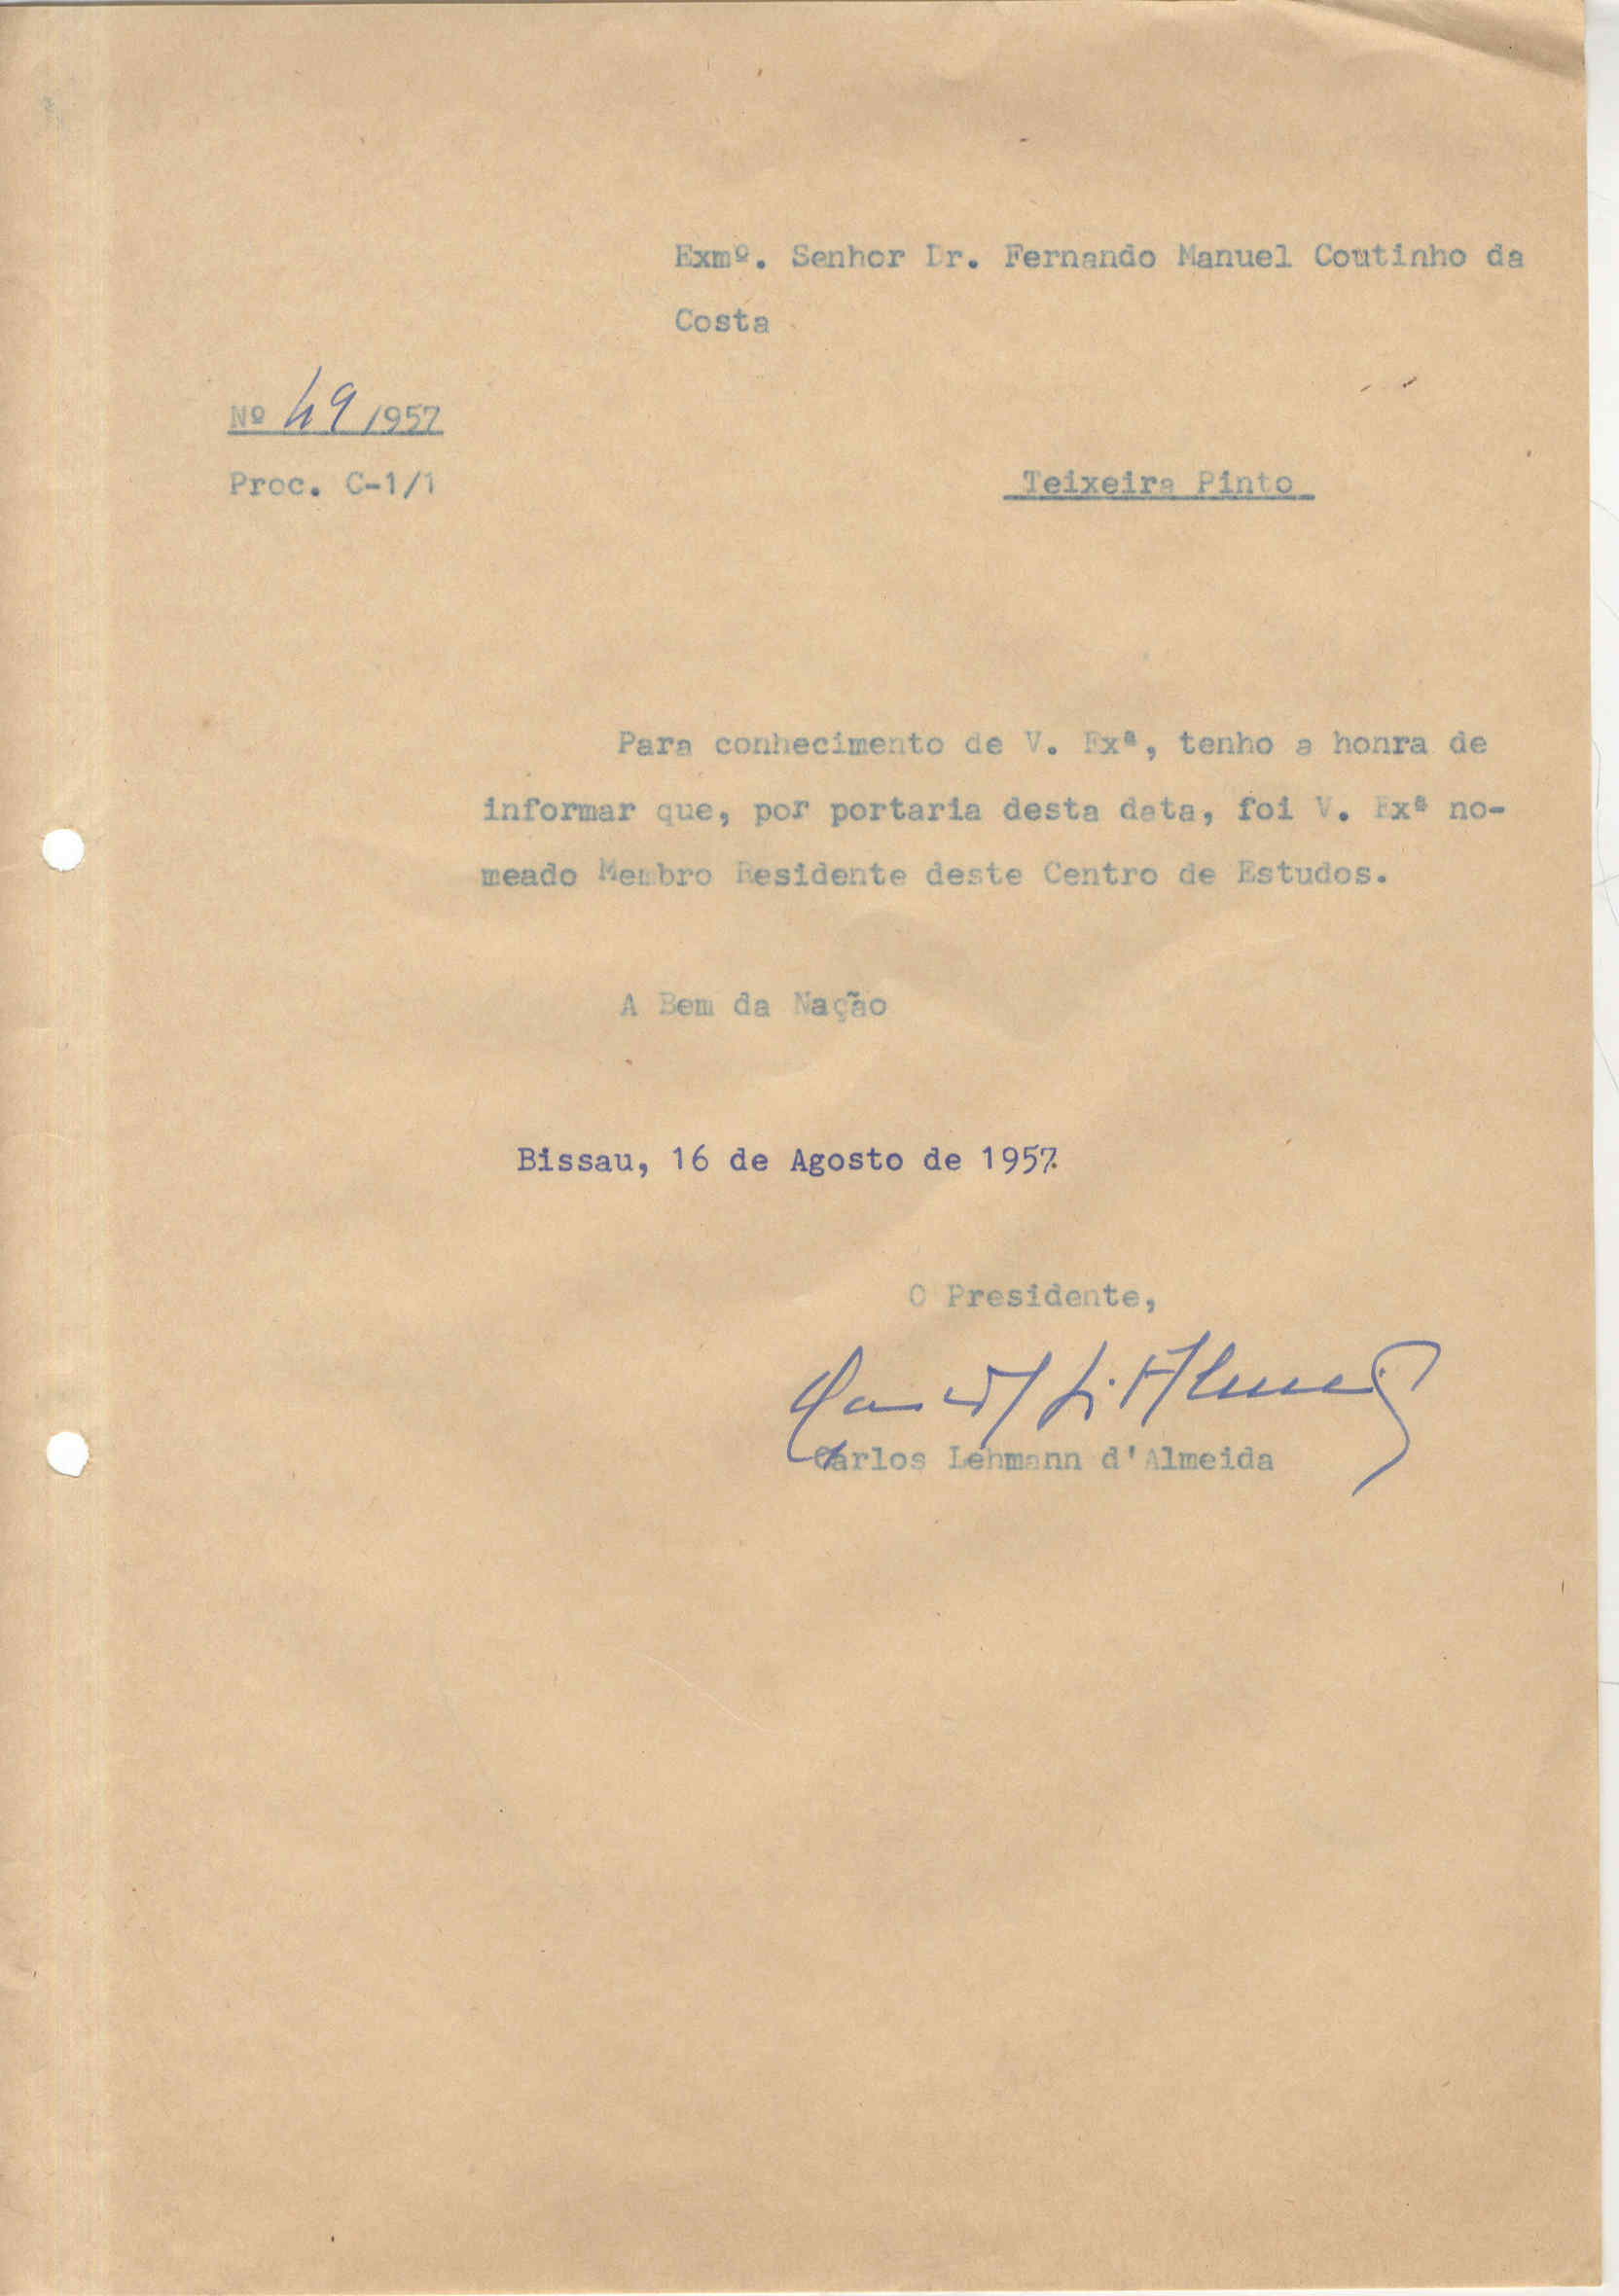 Exmº. Senhor Dr. Fernando Manuel Coutinho da
Costa
Nº 49/1957
Proc. C-1/1
Teixeira Pinto
Para conhecimento de V. Exª, tenho a honra de
informar que, por portaria desta data, foi V. Exª no-
meado Membro Residente deste Centro de Estudos.
A Bem da Nação
Bissau, 16 de Agosto de 1957.
O Presidente,
Carlos Lehmann d'Almeida